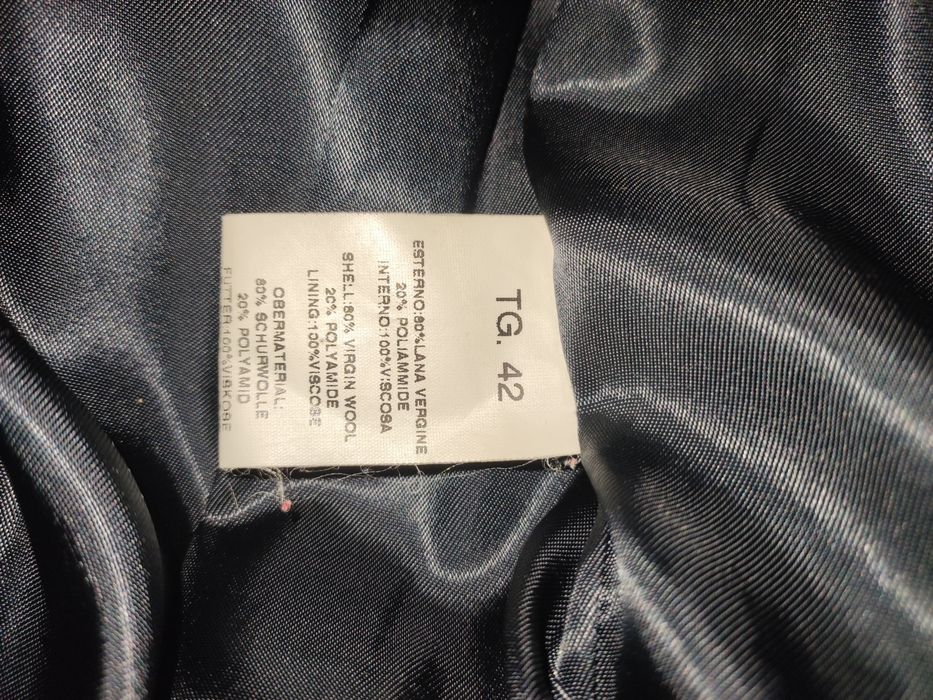 TG. 42
ESTERNO:80%LANA VERGINE
20% POLIAMMIDE
INTERNO:100%VISCOSA
SHELL:80% VIRGIN WOOL
20% POLYAMIDE
LINING:100%VISCOSE
OBERMATERIAL:
80% SCHURWOLLE
20% POLYAMID
FUTTER:100%VISKOSE